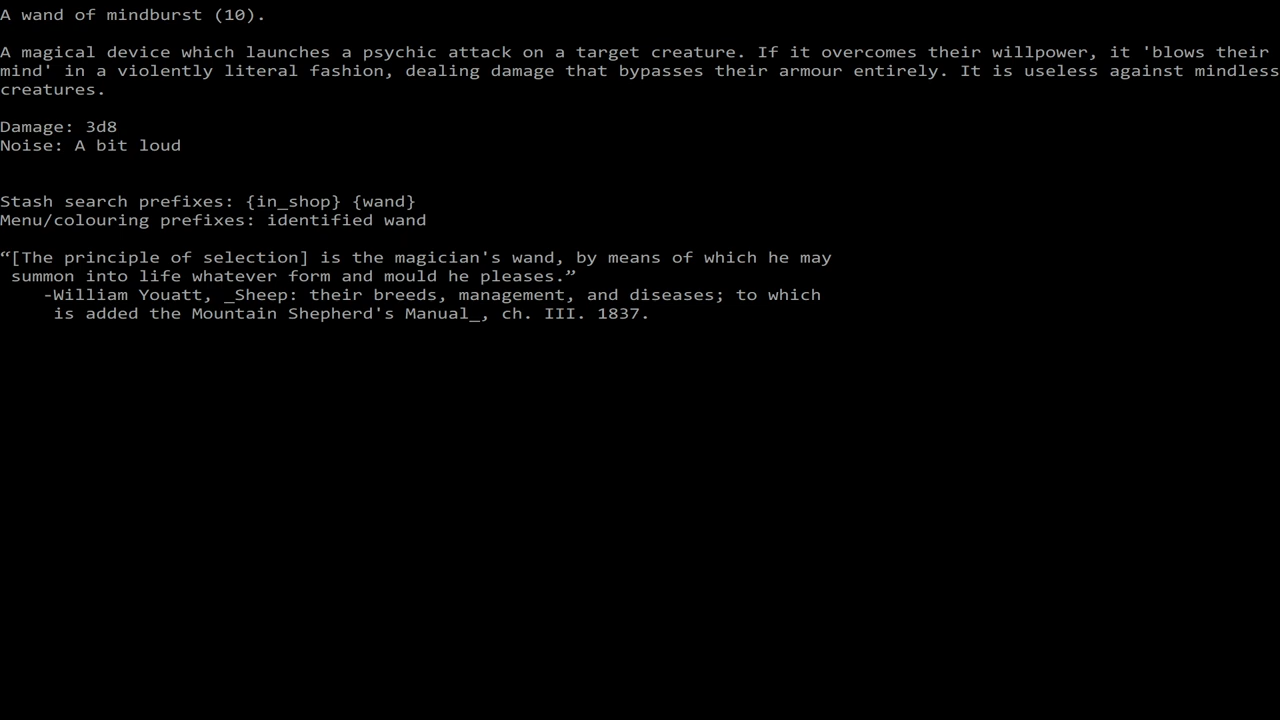 A wand of mindburst (10).
A magical device which launches a psychic attack on a target creature. If it overcomes their willpower, it 'blows their
mind' in a violently literal fashion, dealing damage that bypasses their armour entirely. It is useless against mindless
creatures.
Damage: 3d8
Noise: A bit loud
Stash search prefixes: {in_shop} {wand}
Menu/colouring prefixes: identified wand
“[The principle of selection] is the magician's wand, by means of which he may
summon into life whatever form and mould he pleases.”
-William Youatt, _Sheep: their breeds, management, and diseases; to which
is added the Mountain Shepherd's Manual_, ch. III. 1837.